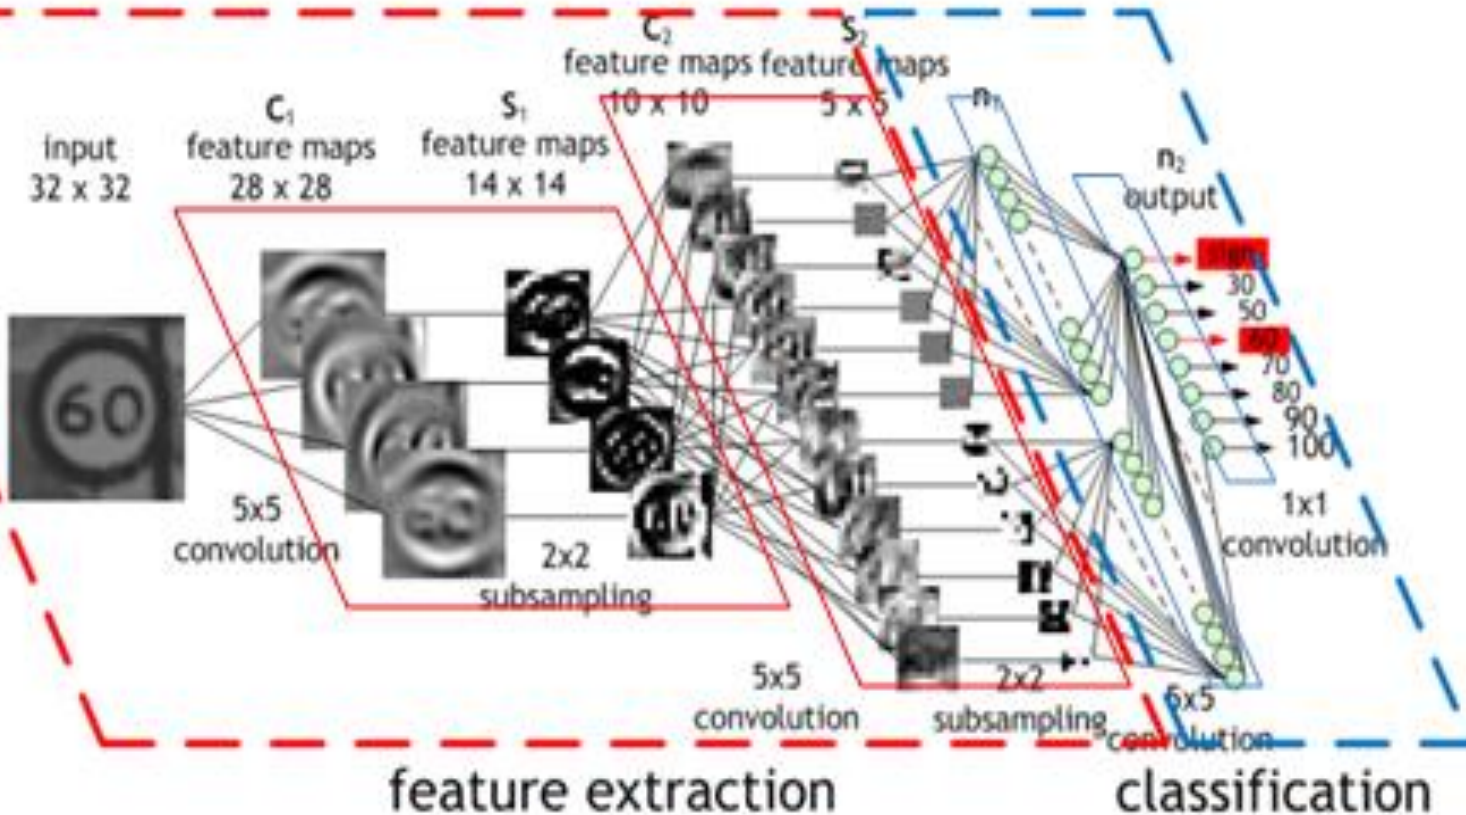 input
32 x 32
C1
feature maps
28 x 28
S1
feature maps
14 x 14
C2
feature maps
10 x 10
S2
feature maps
5 x 5
n1
n2
output
60
30
50
60
70
80
90
100
5x5
convolution
2x2
subsampling
5x5
convolution
2x2
subsampling
5x5
convolution
1x1
convolution
feature extraction
classification